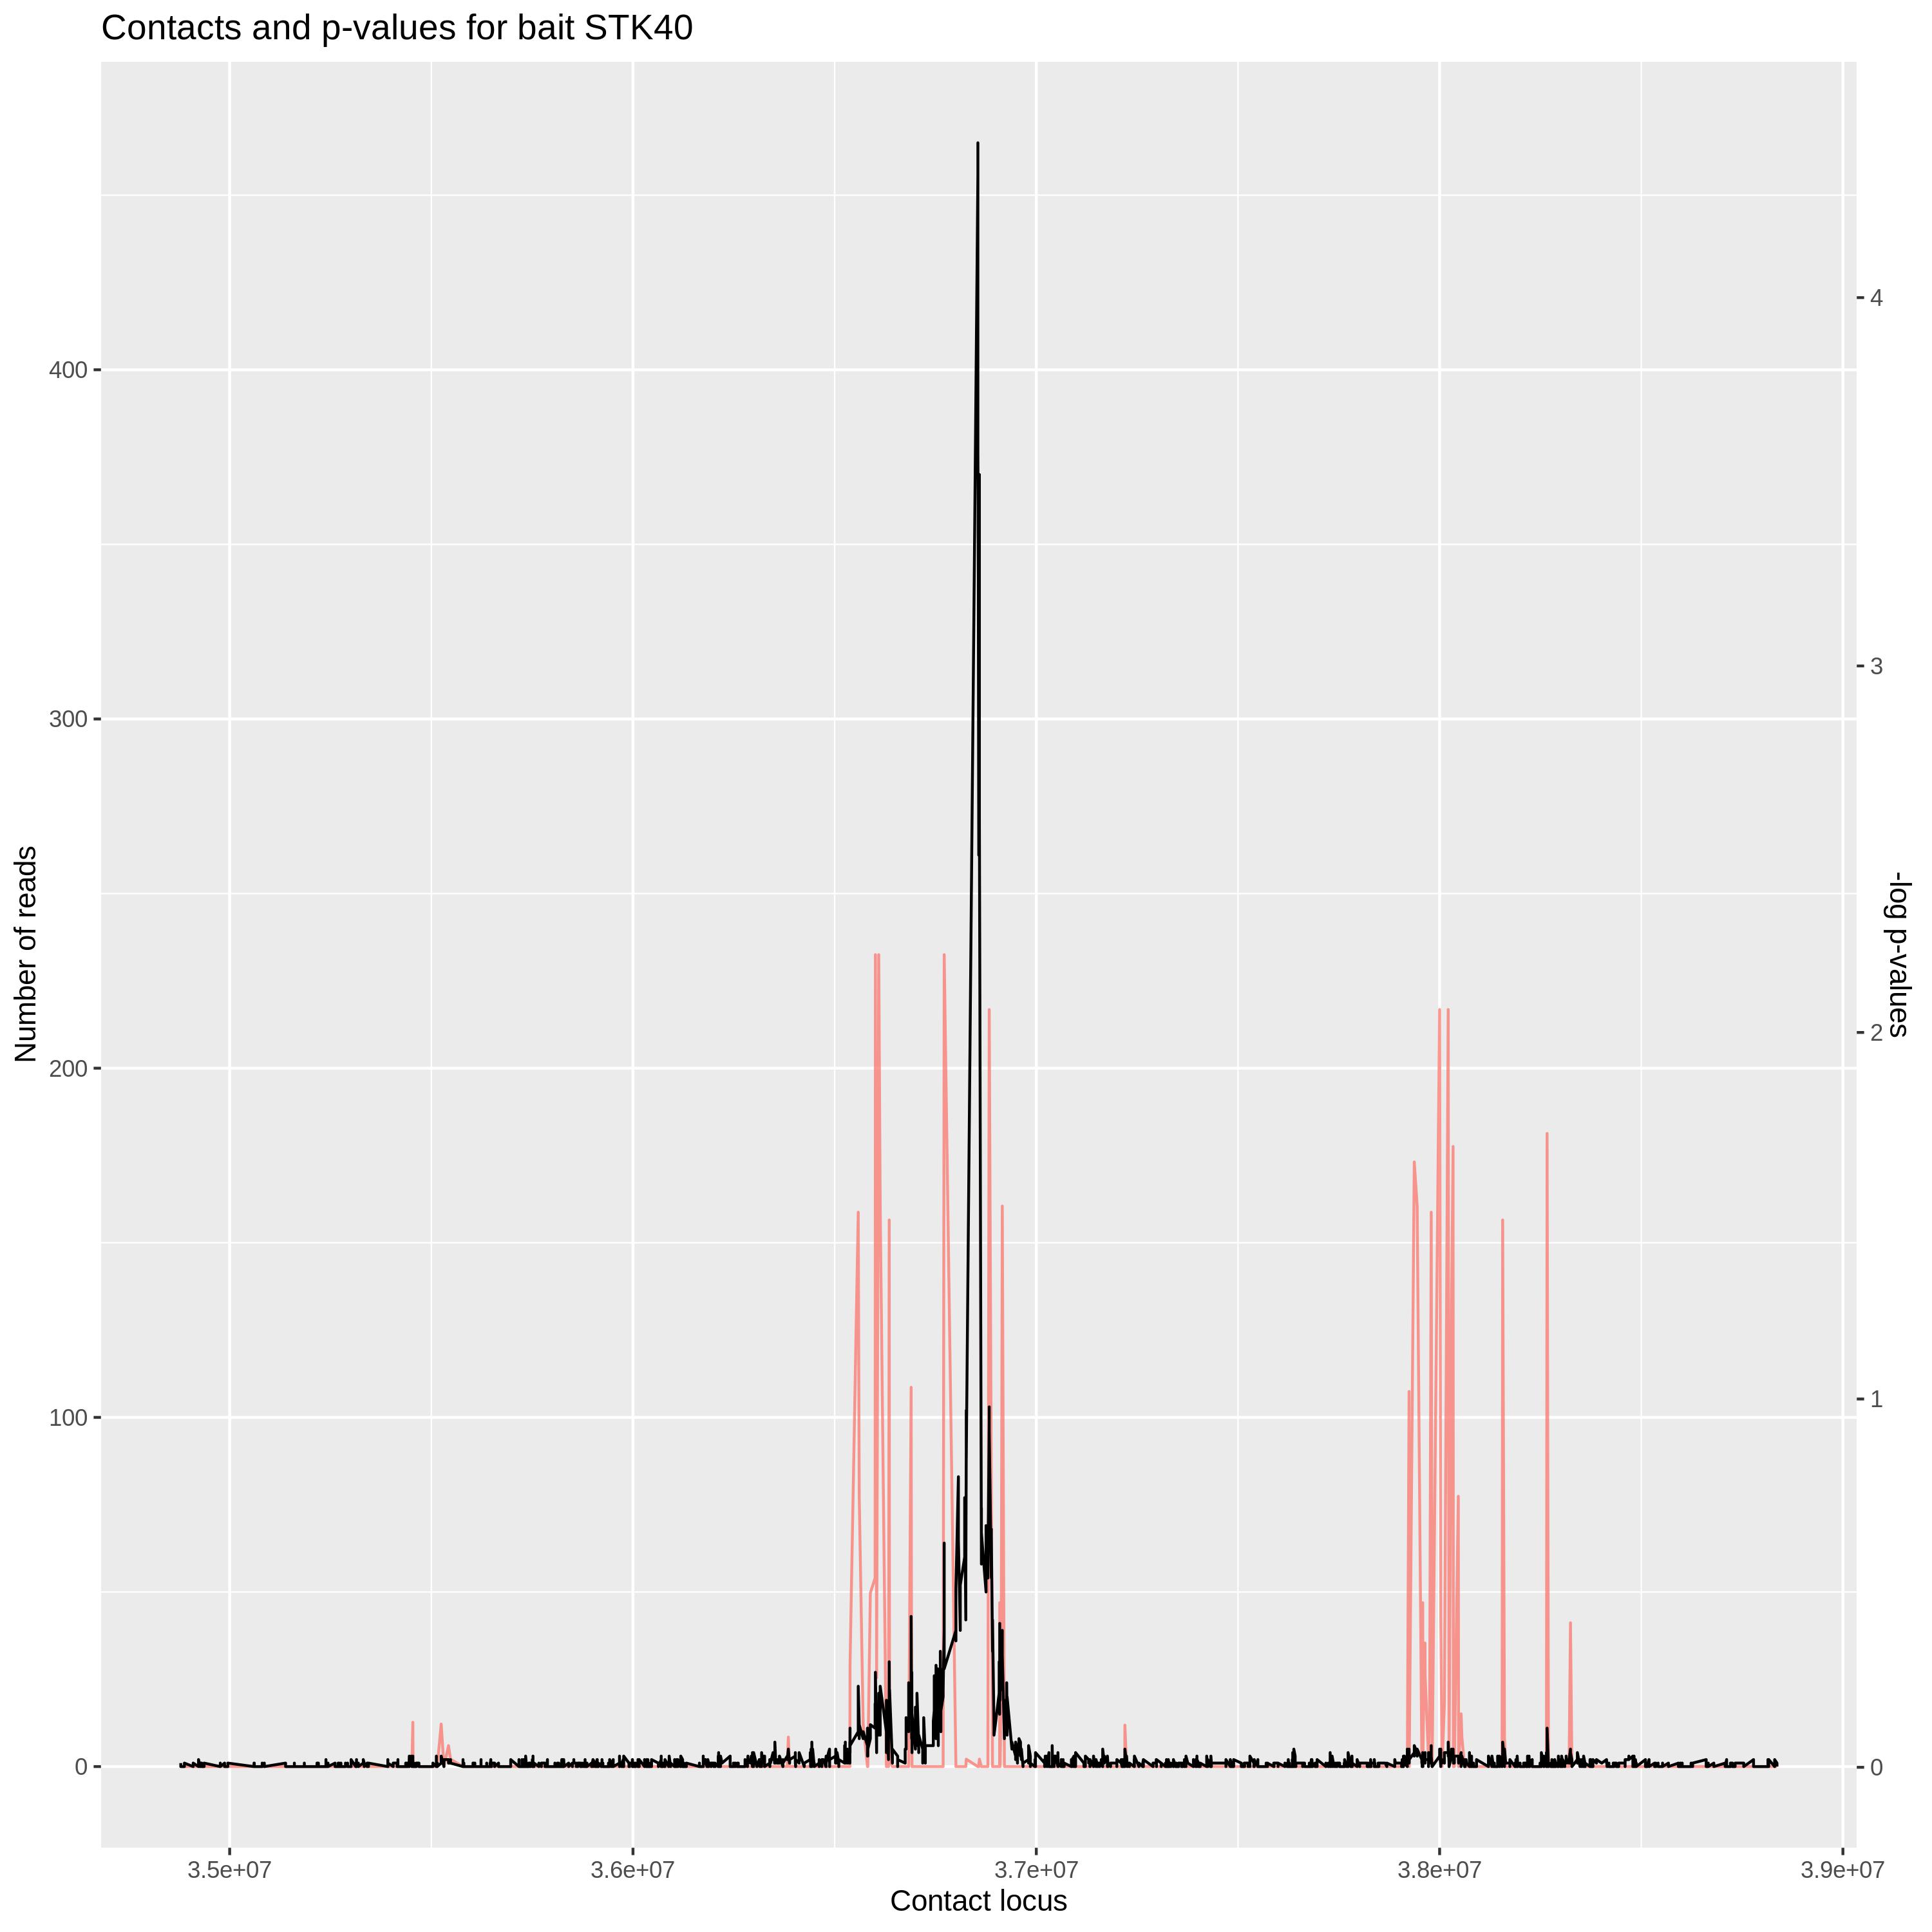 Contacts and p-values for bait STK40
Number of reads
400
300
200
100
0
4
3
2
1
0
-log p-values
3.5e+07
3.6e+07
3.7e+07
3.8e+07
3.9e+07
Contact locus